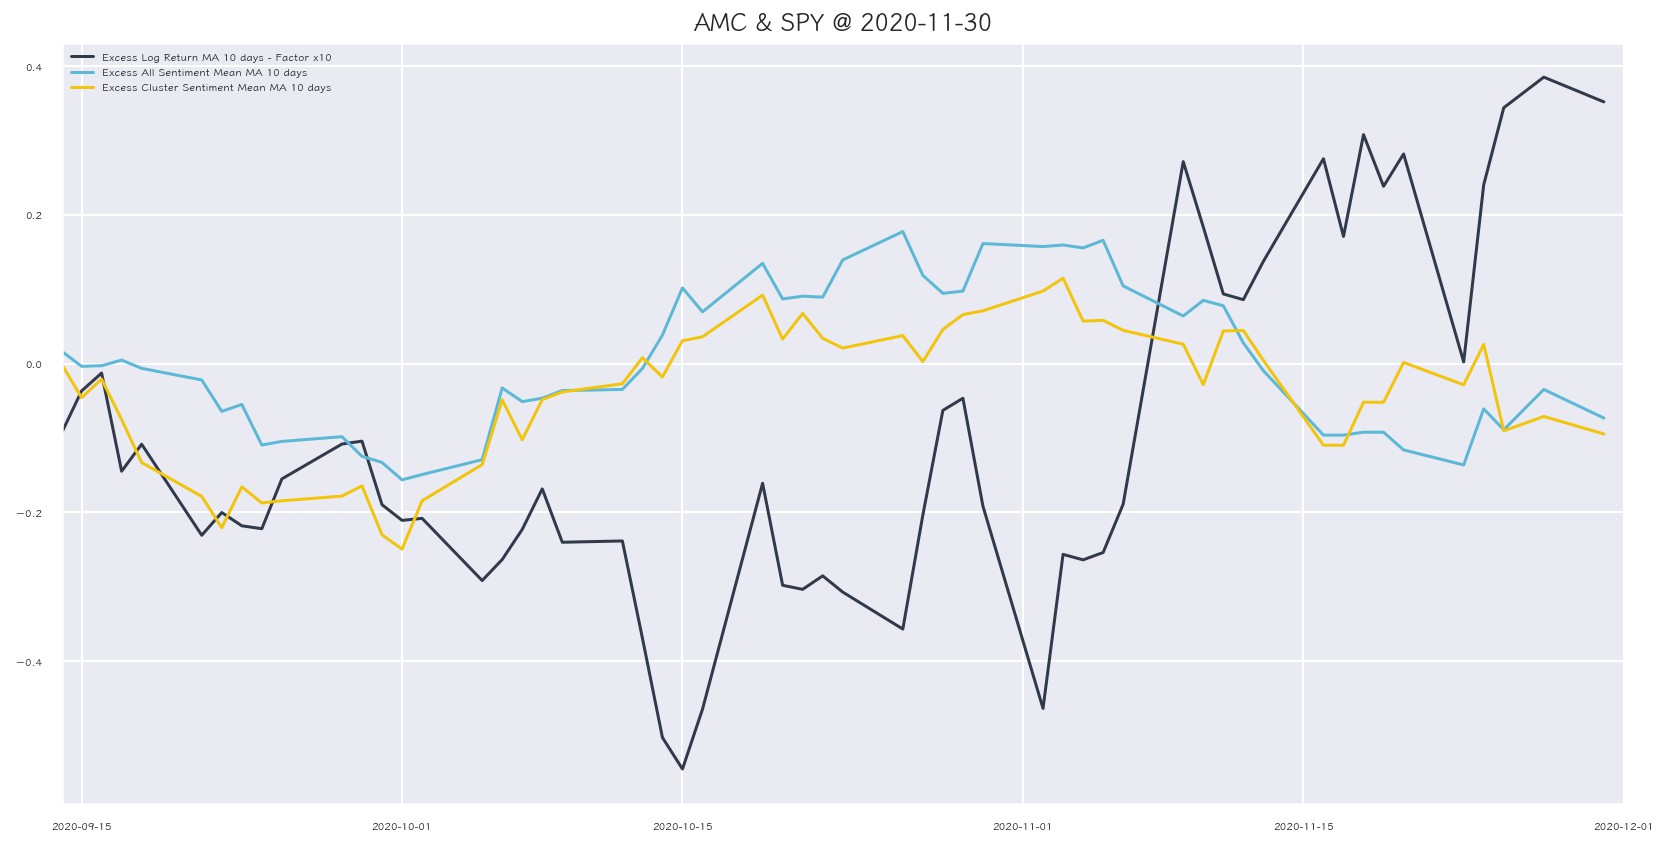 AMC & SPY @ 2020-11-30
Excess Log Return MA 10 days - Factor x10
Excess All Sentiment Mean MA 10 days
Excess Cluster Sentiment Mean MA 10 days
0.4
0.2
0.0
−0.2
−0.4
2020-09-15
2020-10-01
2020-10-15
2020-11-01
2020-11-15
2020-12-01